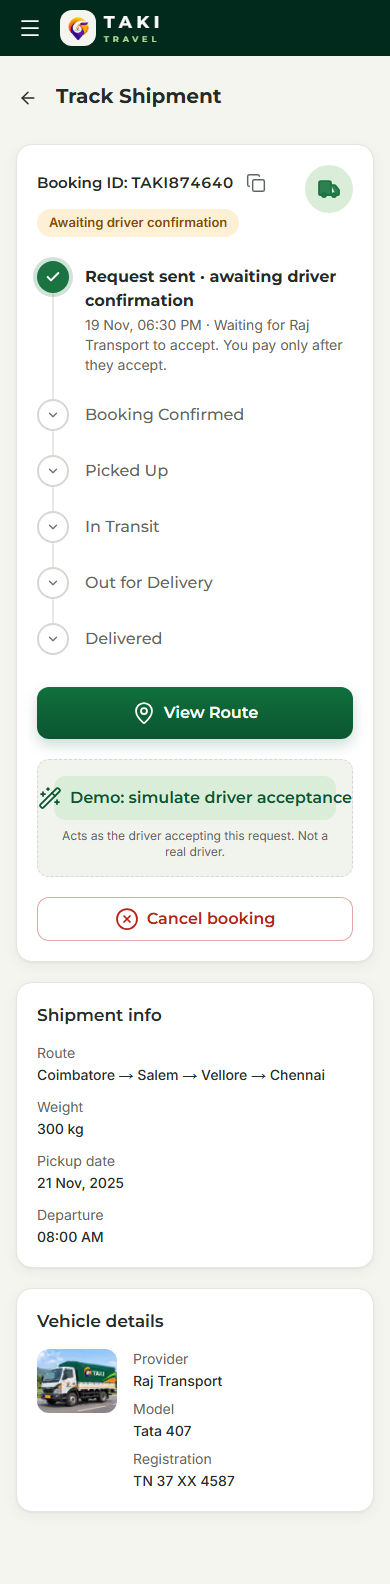 TAKI
TRAVEL
Track Shipment
Booking ID: TAKI874640
Awaiting driver confirmation
Request sent · awaiting driver
confirmation
19 Nov, 06:30 PM · Waiting for Raj
Transport to accept. You pay only after
they accept.
Booking Confirmed
Picked Up
In Transit
Out for Delivery
Delivered
View Route
Demo: simulate driver acceptance
Acts as the driver accepting this request. Not a
real driver.
Cancel booking
Shipment info
Route
Coimbatore → Salem → Vellore → Chennai
Weight
300 kg
Pickup date
21 Nov, 2025
Departure
08:00 AM
Vehicle details
TAKI
Provider
Raj Transport
Model
Tata 407
Registration
TN 37 XX 4587